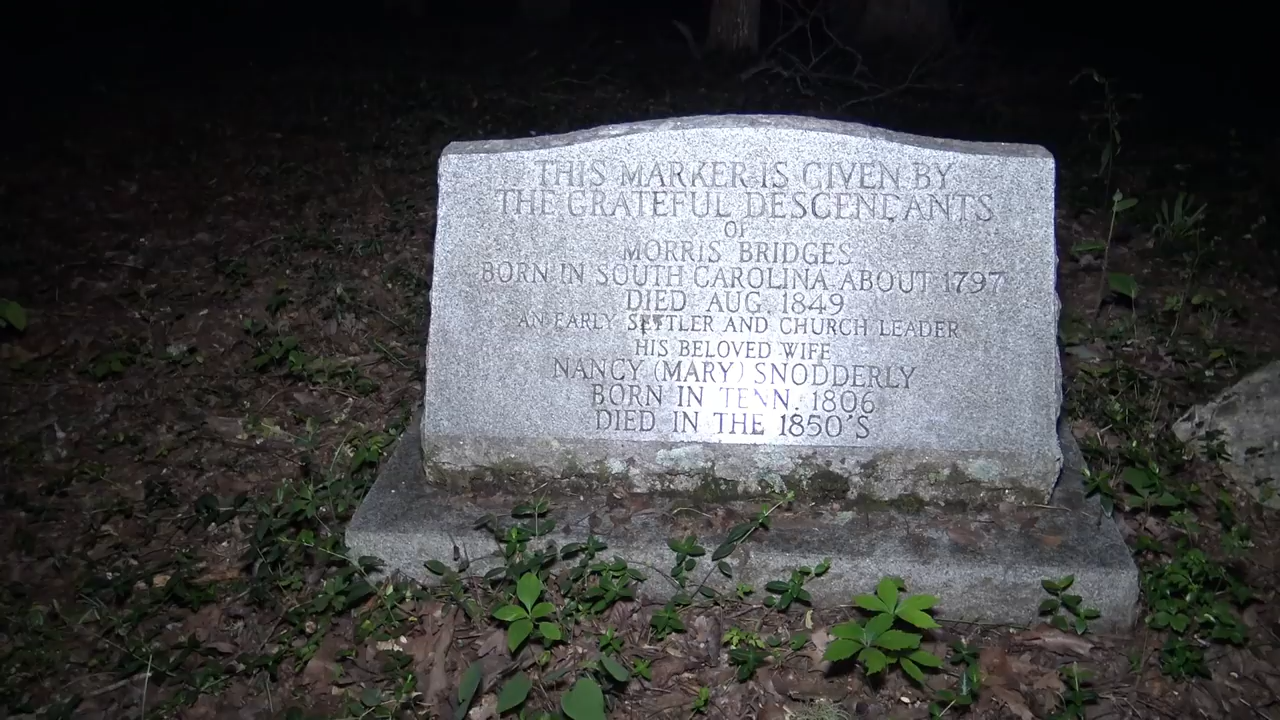 THIS MARKER IS GIVEN BY
THE GRATEFUL DESCENDANTS
OF
MORRIS BRIDGES
BORN IN SOUTH CAROLINA ABOUT 1797
DIED AUG. 1849
AN EARLY SETTLER AND CHURCH LEADER
HIS BELOVED WIFE
NANCY (MARY) SNODDERLY
BORN IN TENN. 1806
DIED IN THE 1850'S